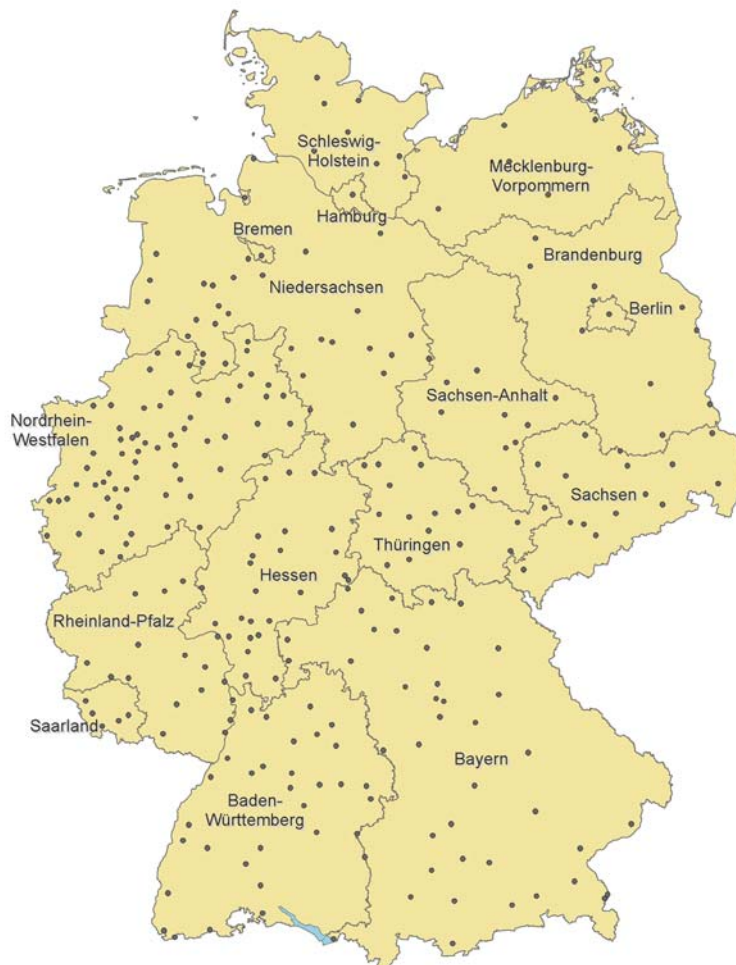 Schleswig-
Holstein
Mecklenburg-
Vorpommern
Hamburg
Bremen
Brandenburg
Niedersachsen
Berlin
Sachsen-Anhalt
Nordrhein-
Westfalen
Sachsen
Thüringen
Hessen
Rheinland-Pfalz
Saarland
Bayern
Baden-
Württemberg